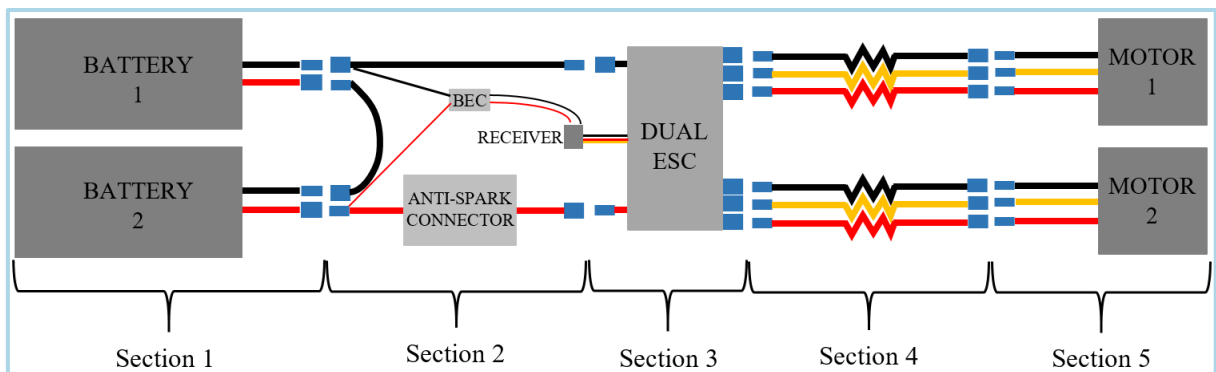 BATTERY
1
BATTERY
2
BEC
RECEIVER
ANTI-SPARK
CONNECTOR
DUAL
ESC
MOTOR
1
MOTOR
2
Section 1
Section 2
Section 3
Section 4
Section 5